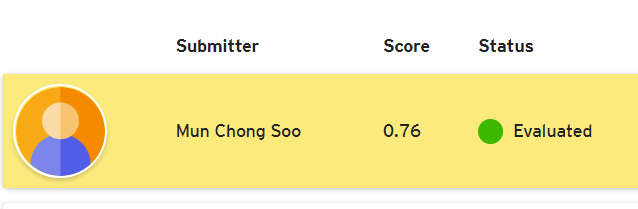 Submitter Score Status
Mun Chong Soo 0.76 Evaluated